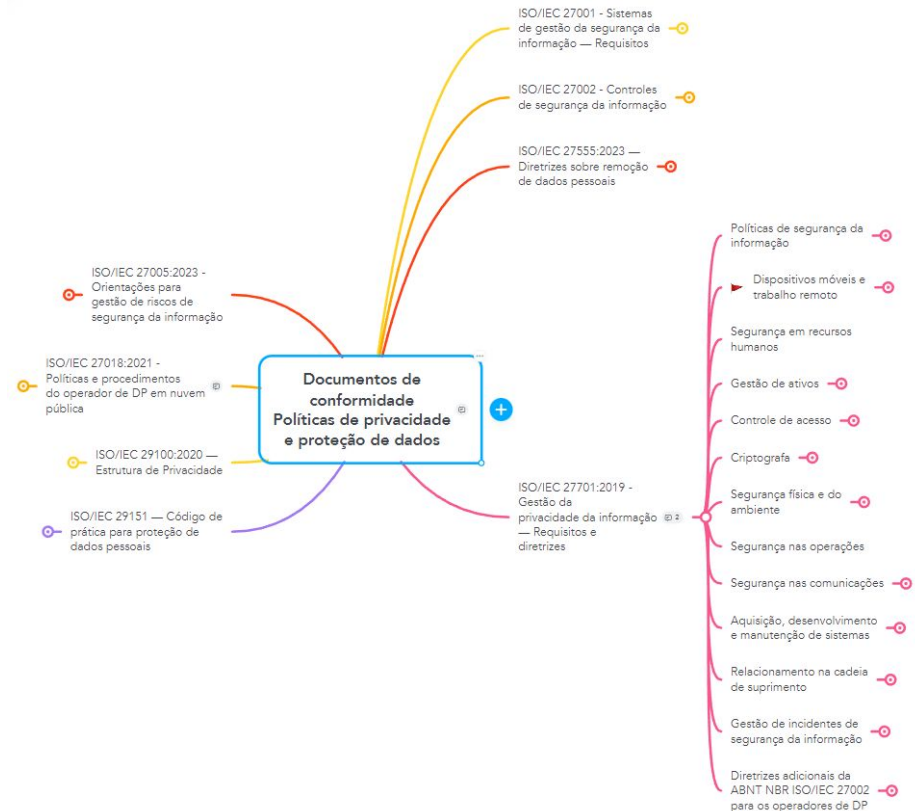 ISO/IEC 27001 - Sistemas
de gestão da segurança da
informação — Requisitos
ISO/IEC 27002 - Controles
de segurança da informação
ISO/IEC 27555:2023 —
Diretrizes sobre remoção
de dados pessoais
ISO/IEC 27005:2023 -
Orientações para
gestão de riscos de
segurança da informação
ISO/IEC 27018:2021 -
Políticas e procedimentos
do operador de DP em nuvem
pública
ISO/IEC 29100:2020 —
Estrutura de Privacidade
ISO/IEC 29151 — Código de
prática para proteção de
dados pessoais
Documentos de
conformidade
Políticas de privacidade
e proteção de dados
ISO/IEC 27701:2019 -
Gestão da
privacidade da informação
— Requisitos e
diretrizes
Políticas de segurança da
informação
Dispositivos móveis e
trabalho remoto
Segurança em recursos
humanos
Gestão de ativos
Controle de acesso
Criptografa
Segurança física e do
ambiente
Segurança nas operações
Segurança nas comunicações
Aquisição, desenvolvimento
e manutenção de sistemas
Relacionamento na cadeia
de suprimento
Gestão de incidentes de
segurança da informação
Diretrizes adicionais da
ABNT NBR ISO/IEC 27002
para os operadores de DP